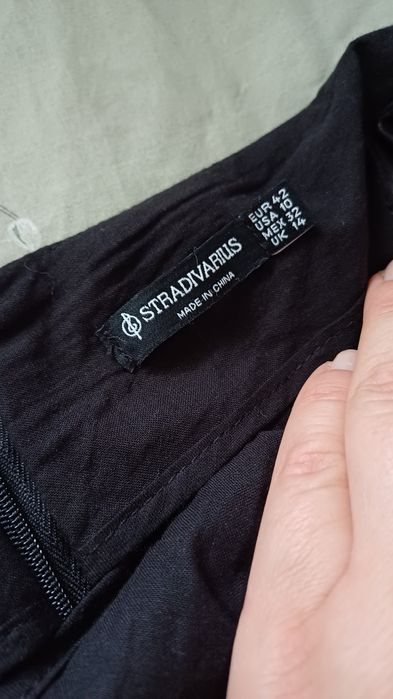 STRADIVARIUS
MADE IN CHINA
EUR 42
USA 10
MEX 32
UK 14